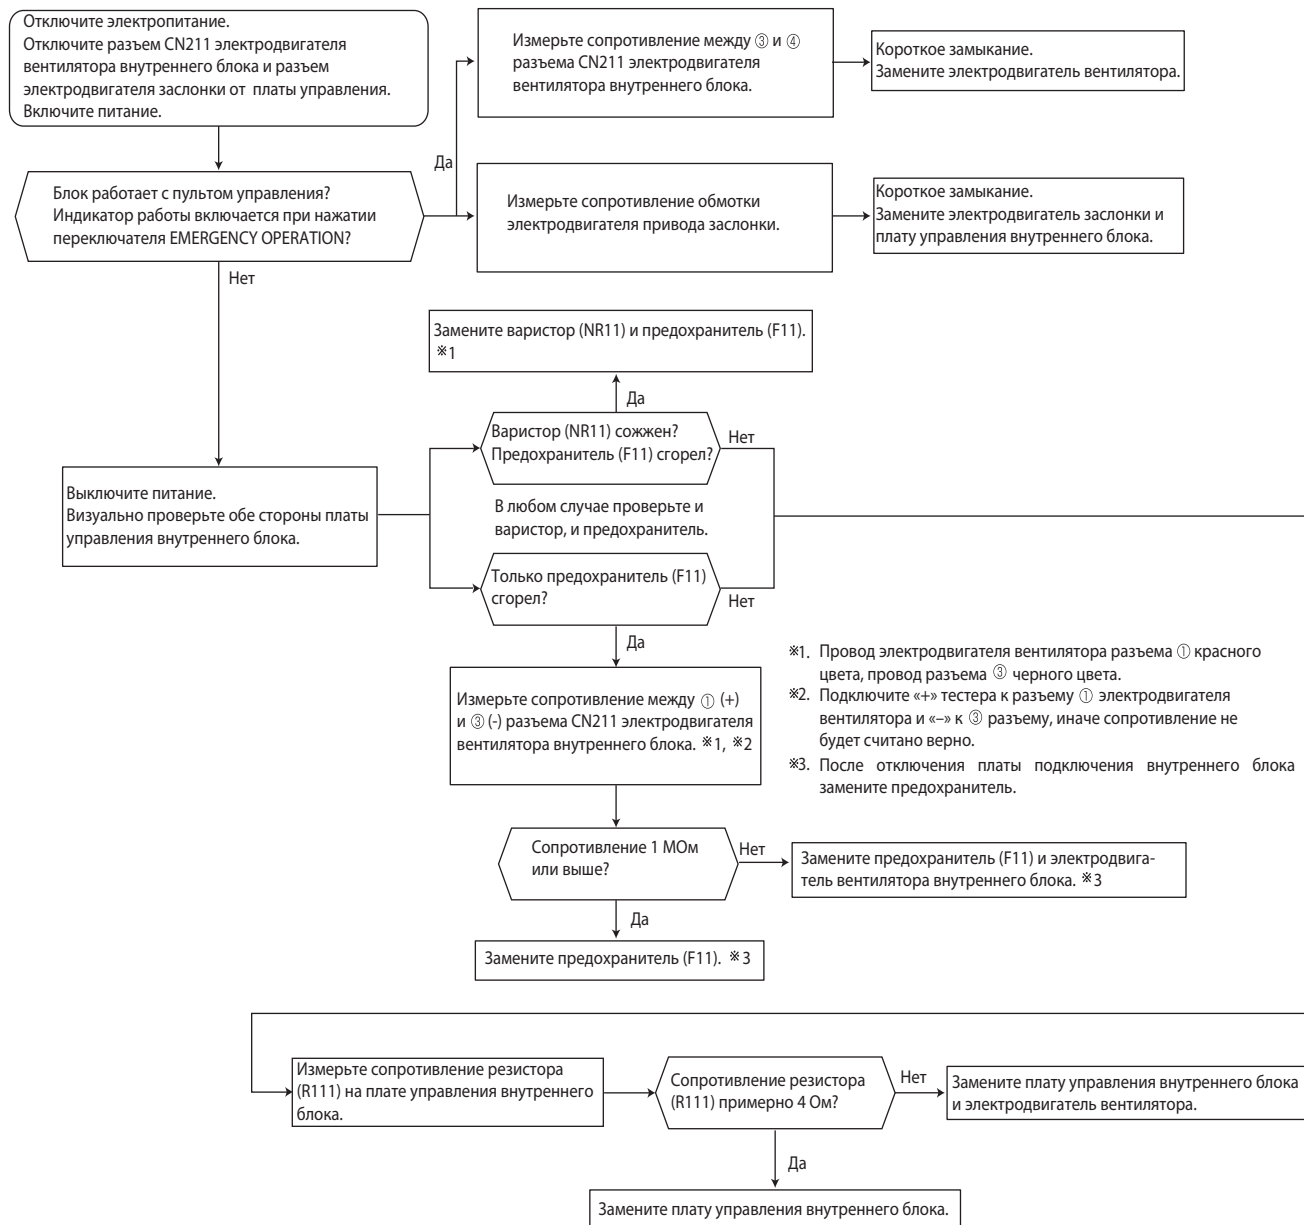 Отключите электропитание.
Отключите разъем CN211 электродвигателя
вентилятора внутреннего блока и разъем
электродвигателя заслонки от платы управления.
Включите питание.
Измерьте сопротивление между ③ и ④
разъема CN211 электродвигателя
вентилятора внутреннего блока.
Короткое замыкание.
Замените электродвигатель вентилятора.
Да
Блок работает с пультом управления?
Индикатор работы включается при нажатии
переключателя EMERGENCY OPERATION?
Измерьте сопротивление обмотки
электродвигателя привода заслонки.
Короткое замыкание.
Замените электродвигатель заслонки и
плату управления внутреннего блока.
Нет
Замените варистор (NR11) и предохранитель (F11).
※1
Да
Варистор (NR11) сожжен?
Предохранитель (F11) сгорел?
Нет
Выключите питание.
Визуально проверьте обе стороны платы
управления внутреннего блока.
В любом случае проверьте и
варистор, и предохранитель.
Только предохранитель (F11)
сгорел?
Нет
Да
Измерьте сопротивление между ① (+)
и ③ (-) разъема CN211 электродвигателя
вентилятора внутреннего блока. ※1, ※2
※1. Провод электродвигателя вентилятора разъема ① красного
цвета, провод разъема ③ черного цвета.
※2. Подключите «+» тестера к разъему ① электродвигателя
вентилятора и «–» к ③ разъему, иначе сопротивление не
будет считано верно.
※3. После отключения платы подключения внутреннего блока
замените предохранитель.
Сопротивление 1 МОм
или выше?
Нет
Замените предохранитель (F11) и электродвига-
тель вентилятора внутреннего блока. ※3
Да
Замените предохранитель (F11). ※3
Измерьте сопротивление резистора
(R111) на плате управления внутреннего
блока.
Сопротивление резистора
(R111) примерно 4 Ом?
Нет
Замените плату управления внутреннего блока
и электродвигатель вентилятора.
Да
Замените плату управления внутреннего блока.